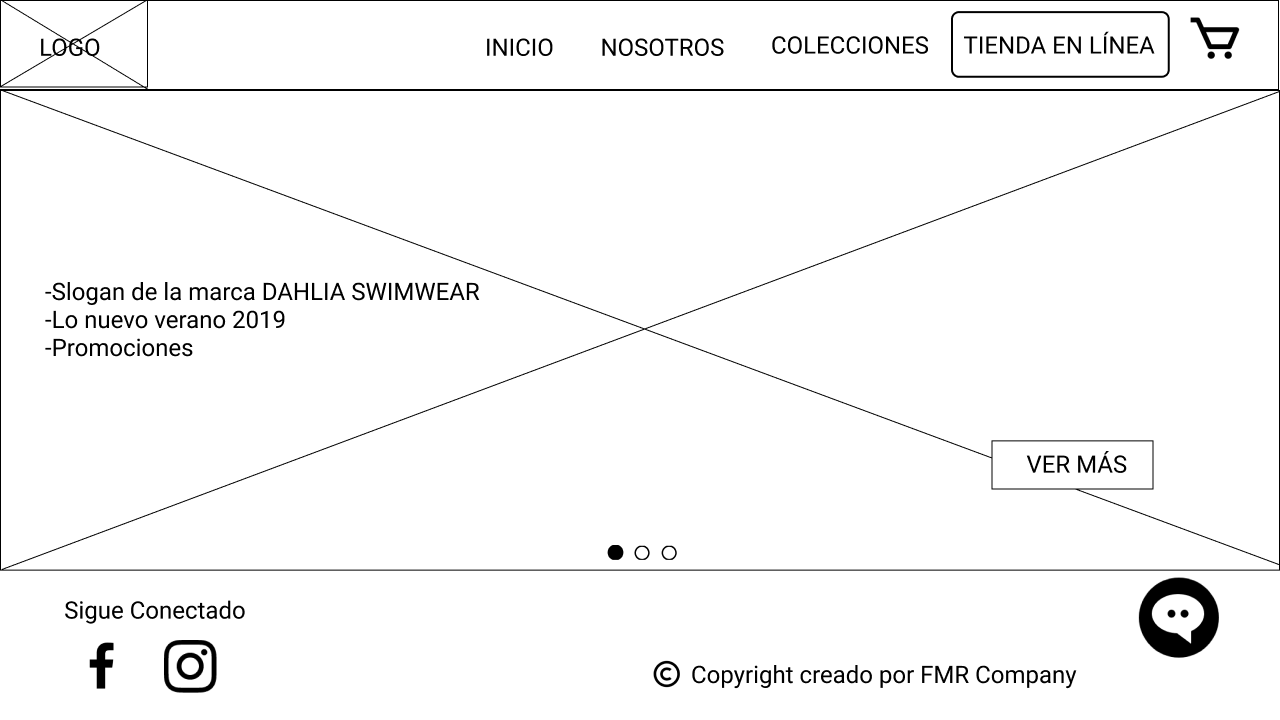 LOGO
INICIO
NOSOTROS
COLECCIONES
TIENDA EN LÍNEA
-Slogan de la marca DAHLIA SWIMWEAR
-Lo nuevo verano 2019
-Promociones
VER MÁS
Sigue Conectado
© Copyright creado por FMR Company